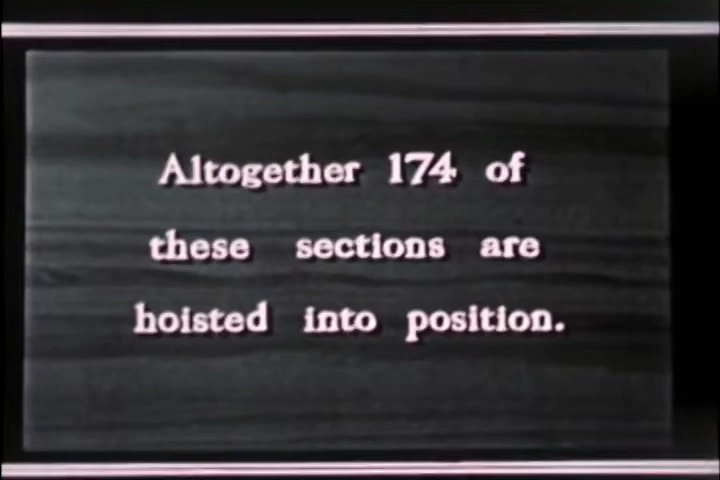 Altogether 174 of
these sections are
hoisted into position.